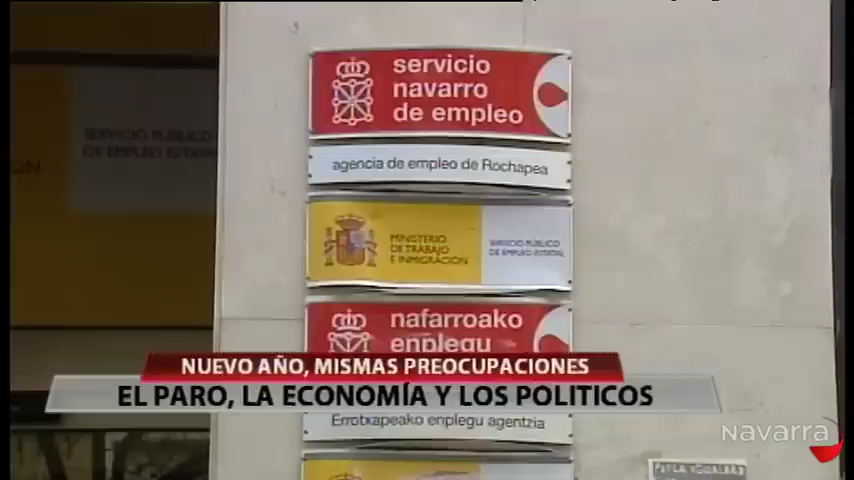 servicio
navarro
de empleo
agencia de empleo de Rochapea
SERVICIO PÚBLICO
DE EMPLEO ESTATAL
MINISTERIO
DE TRABAJO
E INMIGRACIÓN
SERVICIO PÚBLICO
DE EMPLEO ESTATAL
nafarroako
enplegu
NUEVO AÑO, MISMAS PREOCUPACIONES
EL PARO, LA ECONOMÍA Y LOS POLITICOS
Errotxapeako enplegu agentzia
Navarra